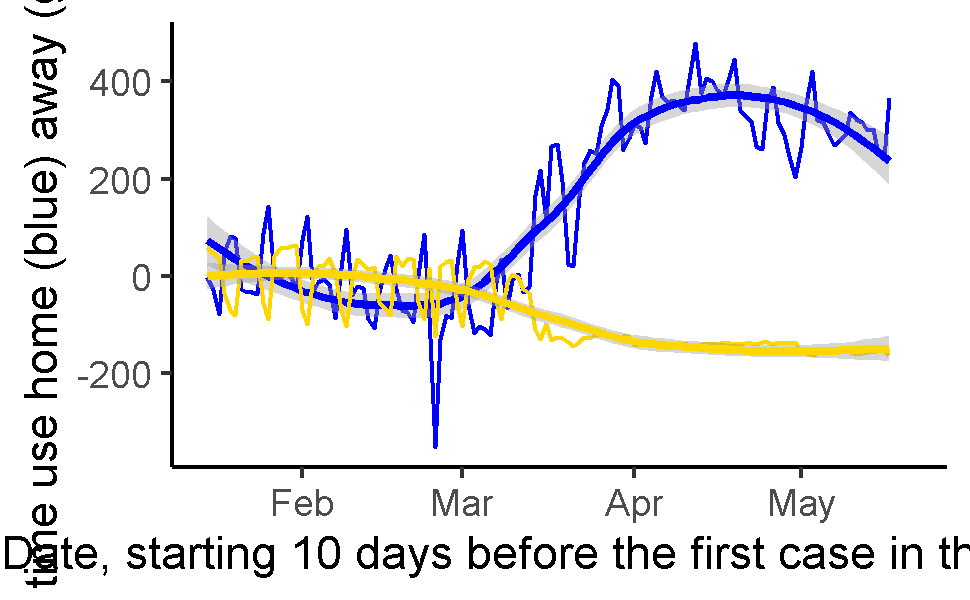 time use home (blue) away (
400
200
0
-200
Feb Mar Apr May
Date, starting 10 days before the first case in th